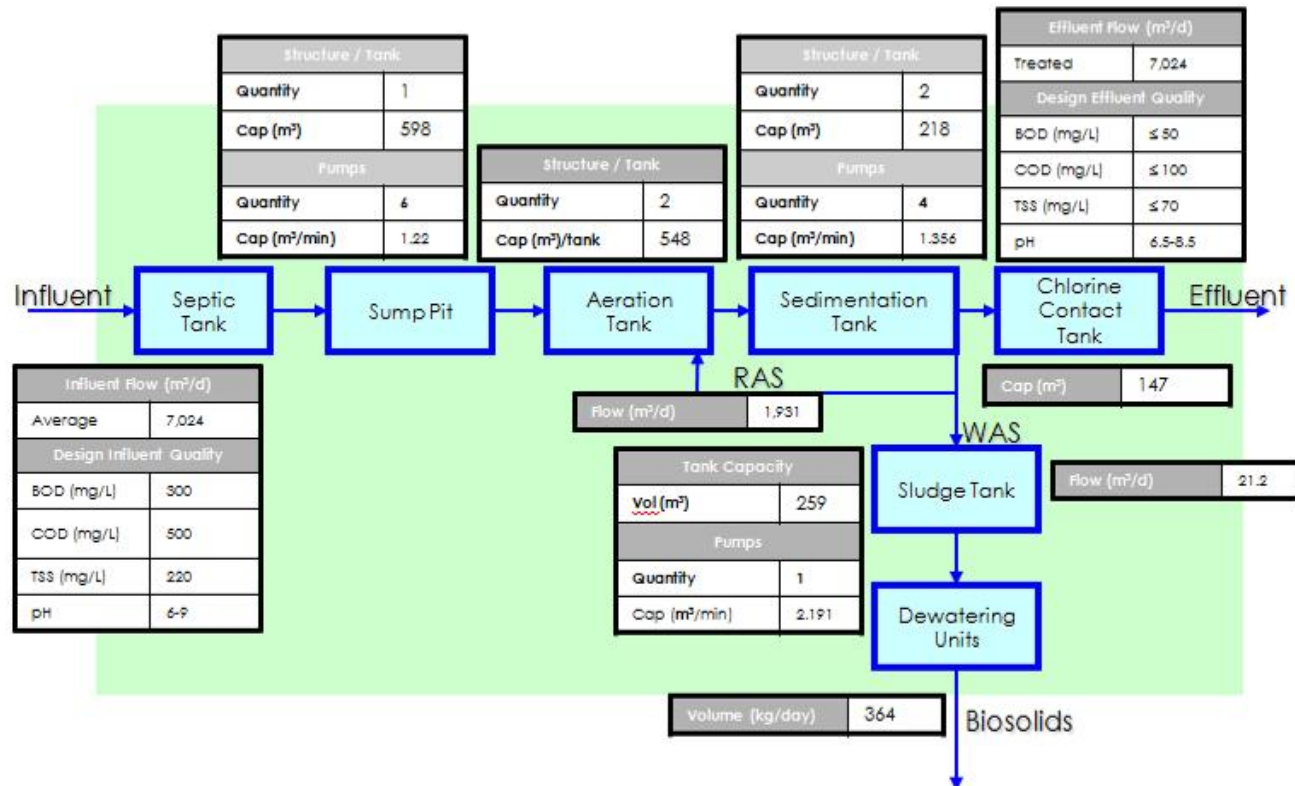 Structure / Tank
Quantity 1
Cap (m³) 598
Pumps
Quantity 6
Cap (m³/min) 1.22
Structure / Tank
Quantity 2
Cap (m³)/tank 548
Structure / Tank
Quantity 2
Cap (m³) 218
Pumps
Quantity 4
Cap (m³/min) 1.356
Effluent Flow (m³/d)
Treated 7,024
Design Effluent Quality
BOD (mg/L) ≤ 50
COD (mg/L) ≤ 100
TSS (mg/L) ≤ 70
pH 6.5-8.5
Influent
Septic
Tank
Sump Pit
Aeration
Tank
Sedimentation
Tank
Chlorine
Contact
Tank
Effluent
Influent Flow (m³/d)
Average 7,024
Design Influent Quality
BOD (mg/L) 300
COD (mg/L) 500
TSS (mg/L) 220
pH 6-9
RAS
Flow (m³/d) 1,931
Cap (m³) 147
WAS
Flow (m³/d) 21.2
Tank Capacity
Vol (m³) 259
Pumps
Quantity 1
Cap (m³/min) 2.191
Sludge Tank
Dewatering
Units
Volume (kg/day) 364
Biosolids